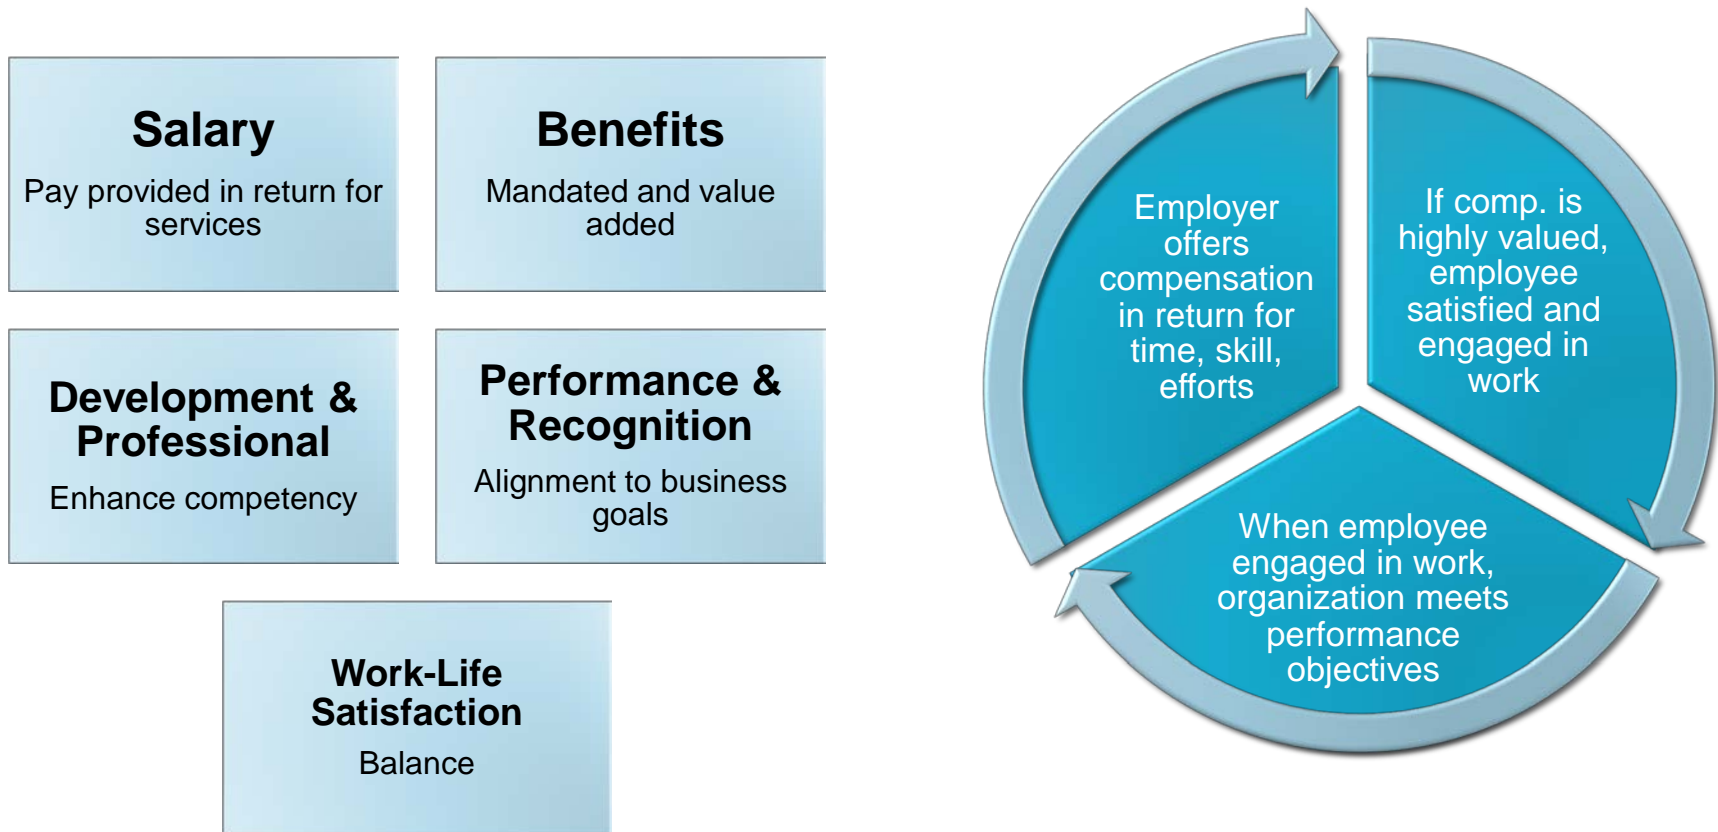 Salary
Pay provided in return for
services
Benefits
Mandated and value
added
Development &
Professional
Enhance competency
Performance &
Recognition
Alignment to business
goals
Work-Life
Satisfaction
Balance
Employer
offers
compensation
in return for
time, skill,
efforts
If comp. is
highly valued,
employee
satisfied and
engaged in
work
When employee
engaged in work,
organization meets
performance
objectives